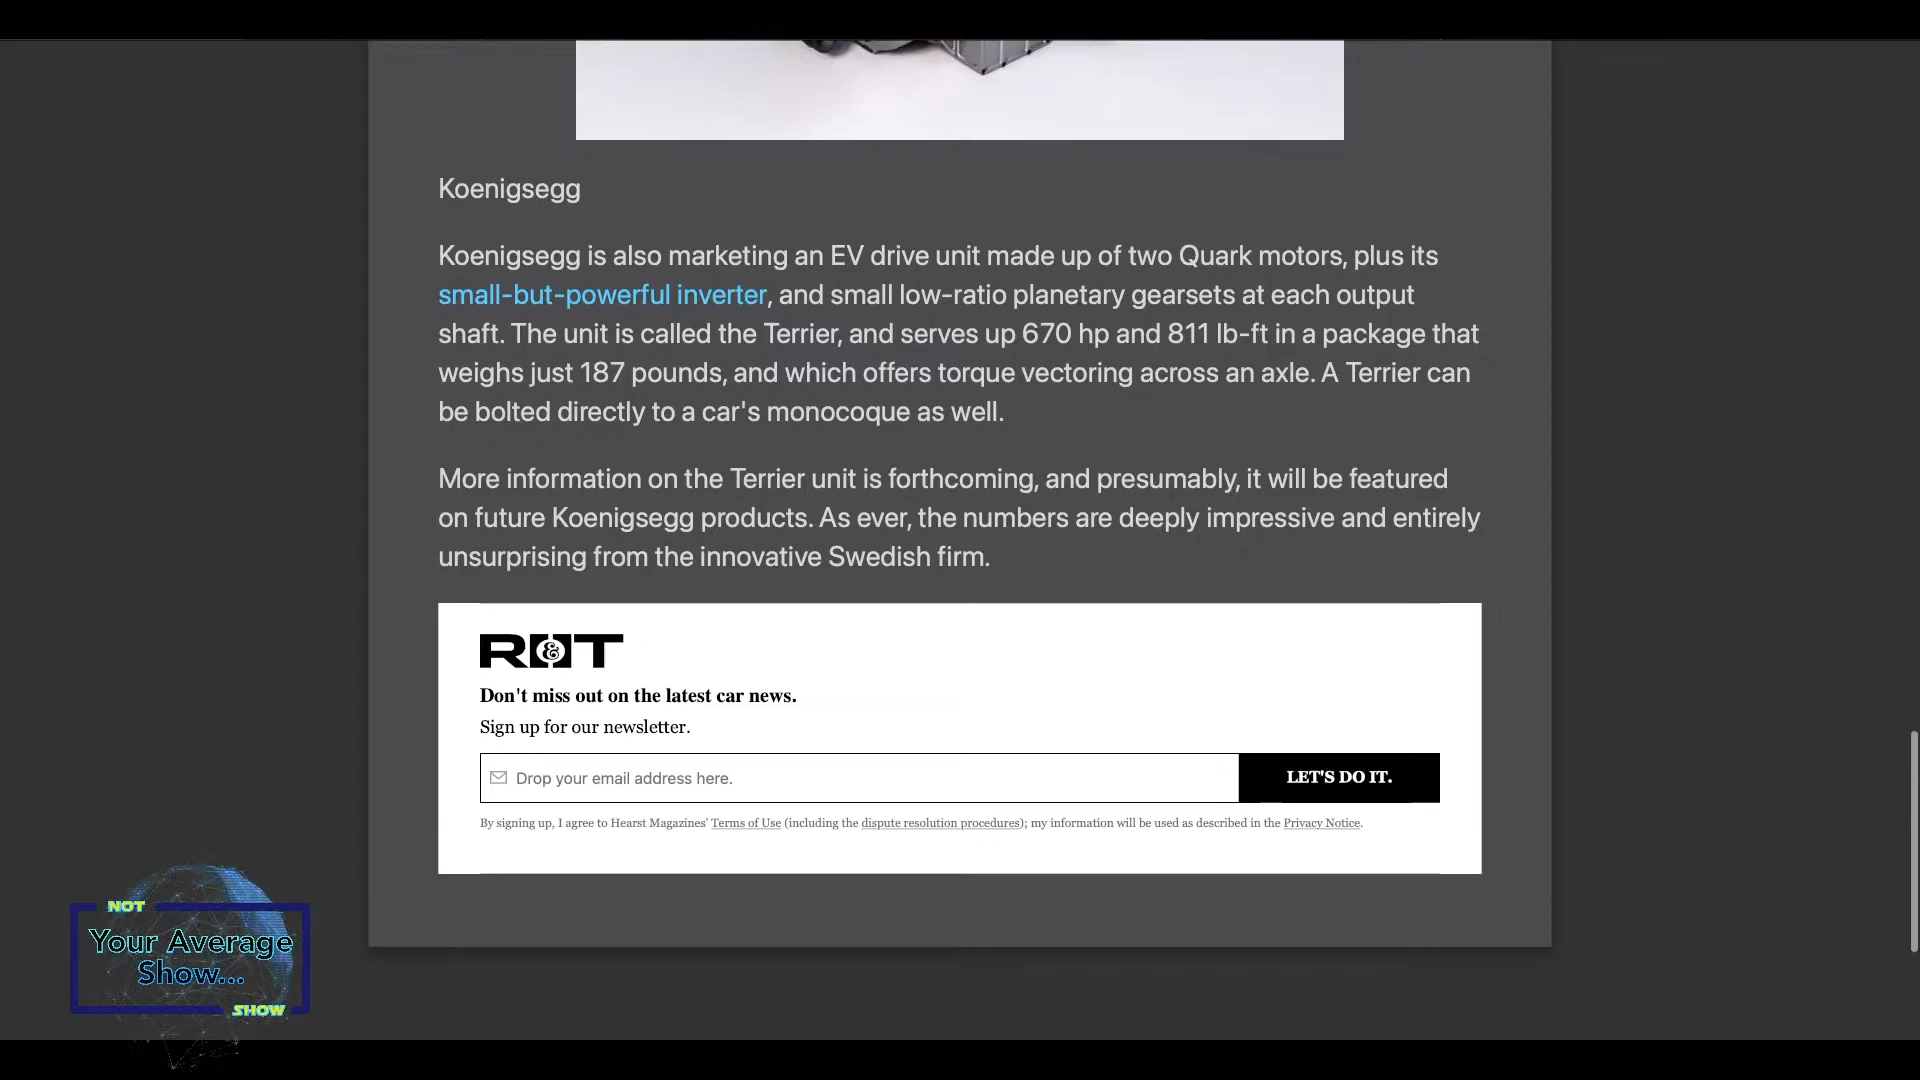 Koenigsegg
Koenigsegg is also marketing an EV drive unit made up of two Quark motors, plus its
small-but-powerful inverter, and small low-ratio planetary gearsets at each output
shaft. The unit is called the Terrier, and serves up 670 hp and 811 lb-ft in a package that
weighs just 187 pounds, and which offers torque vectoring across an axle. A Terrier can
be bolted directly to a car's monocoque as well.
More information on the Terrier unit is forthcoming, and presumably, it will be featured
on future Koenigsegg products. As ever, the numbers are deeply impressive and entirely
unsurprising from the innovative Swedish firm.
R&T
Don't miss out on the latest car news.
Sign up for our newsletter.
Drop your email address here.
LET'S DO IT.
By signing up, I agree to Hearst Magazines’ Terms of Use (including the dispute resolution procedures); my information will be used as described in the Privacy Notice.
NOT
Your Average
Show...
SHOW